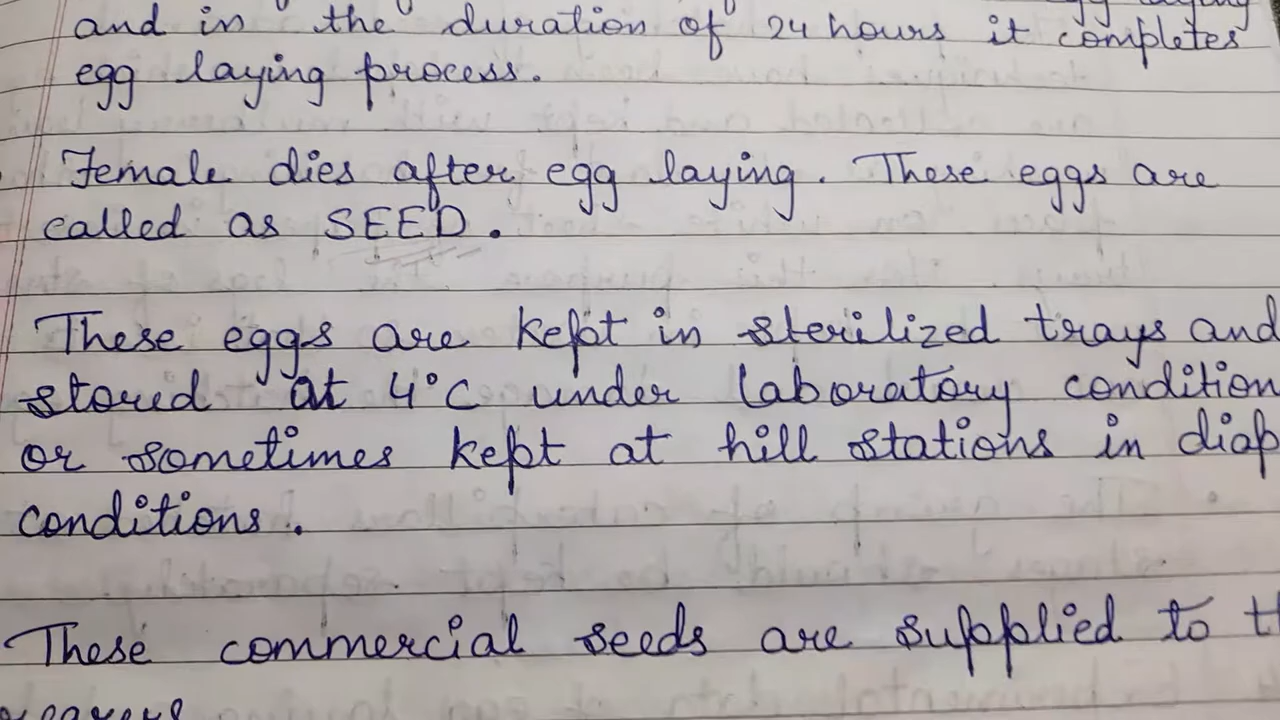 and in the duration of 24 hours it completes
egg laying process.
Female dies after egg laying. These eggs are
called as SEED.
These eggs are kept in sterilized trays and
stored at 4°C under laboratory condition
or sometimes kept at hill stations in diap
conditions.
These commercial seeds are supplied to th